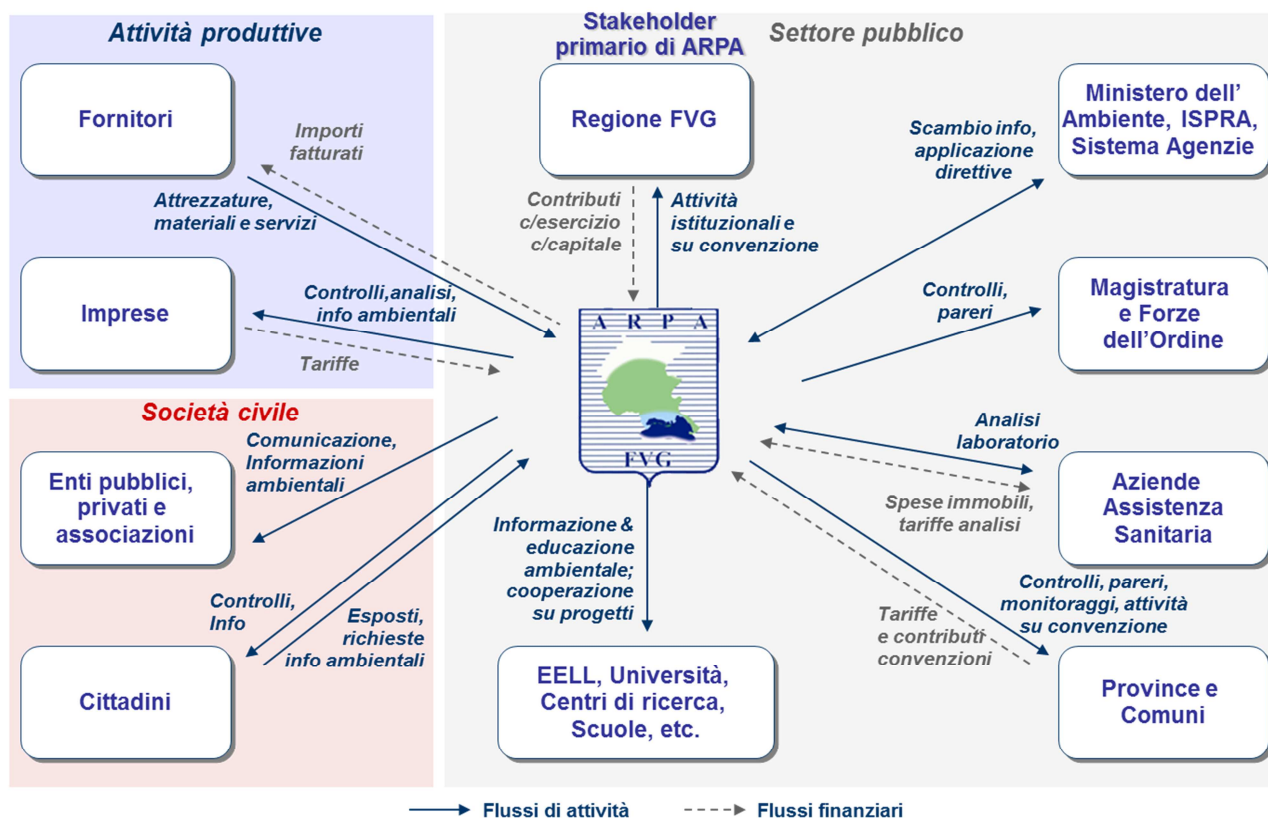 Attività produttive
Fornitori
Importi
fatturati
Attrezzature,
materiali e servizi
Imprese
Controlli,analisi,
info ambientali
Tariffe
Società civile
Enti pubblici,
privati e
associazioni
Comunicazione,
Informazioni
ambientali
Controlli,
Info
Esposti,
richieste
info ambientali
Cittadini
Stakeholder
primario di ARPA
Settore pubblico
Regione FVG
Contributi
c/esercizio
c/capitale
Attività
istituzionali e
su convenzione
A R P A
FVG
Informazione &
educazione
ambientale;
cooperazione
su progetti
EELL, Università,
Centri di ricerca,
Scuole, etc.
Scambio info,
applicazione
direttive
Ministero dell'
Ambiente, ISPRA,
Sistema Agenzie
Controlli,
pareri
Magistratura
e Forze
dell'Ordine
Analisi
laboratorio
Spese immobili,
tariffe analisi
Aziende
Assistenza
Sanitaria
Controlli, pareri,
monitoraggi, attività
su convenzione
Tariffe
e contributi
convenzioni
Province e
Comuni
Flussi di attività
Flussi finanziari